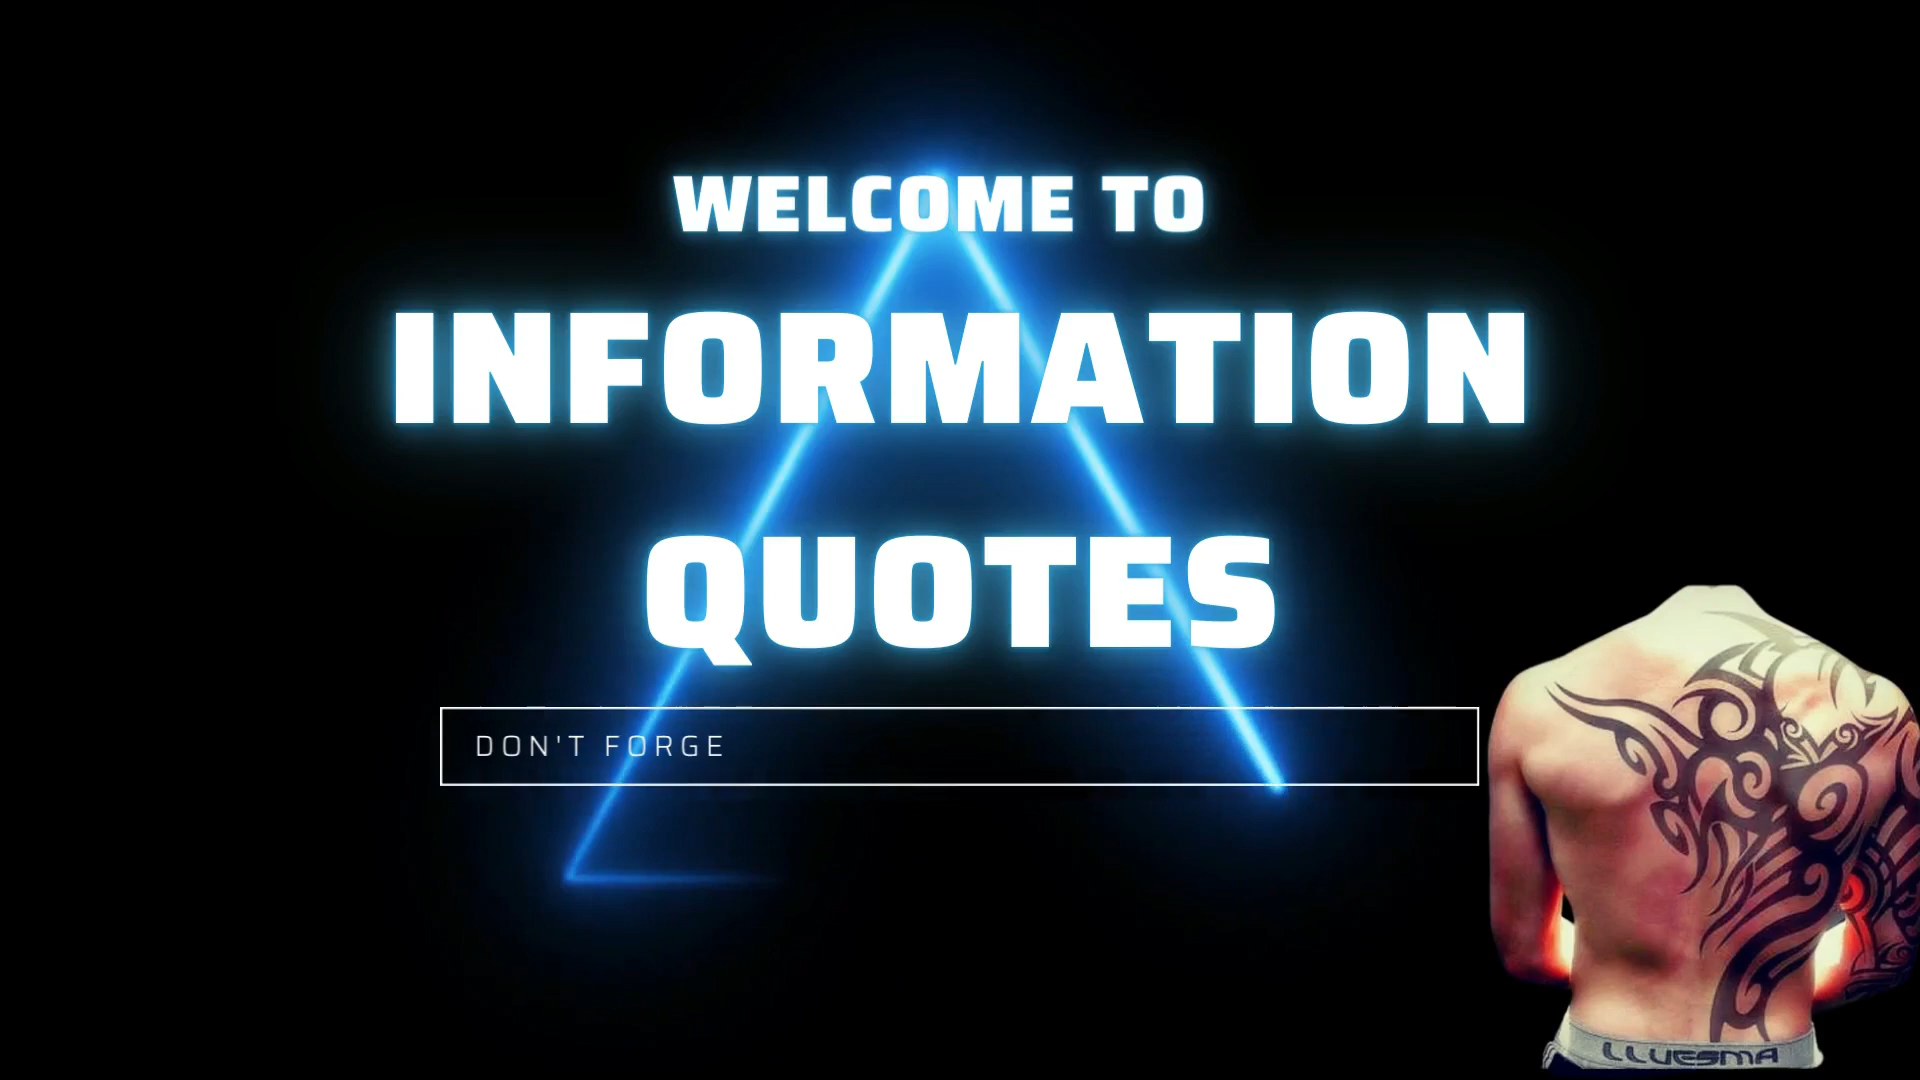 WELCOME TO
INFORMATION
QUOTES
DON'T FORGE
LLUESMA